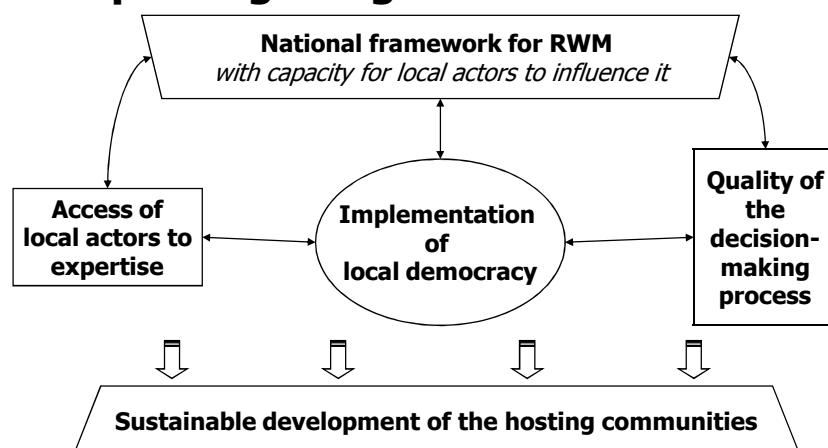 National framework for RWM
with capacity for local actors to influence it
Access of
local actors to
expertise
Implementation
of
local democracy
Quality of
the
decision-
making
process
Sustainable development of the hosting communities